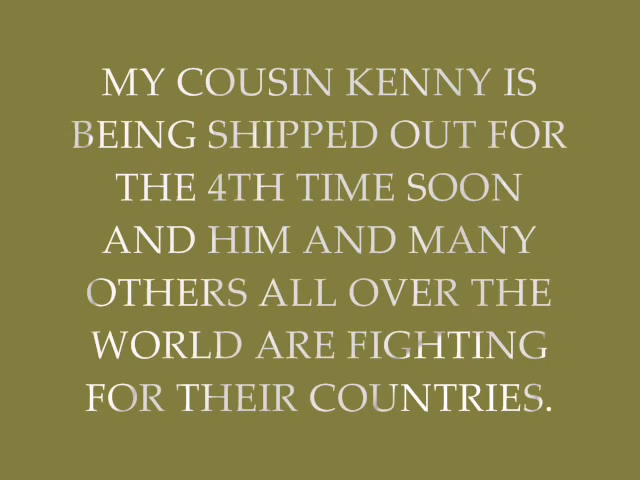 MY COUSIN KENNY IS
BEING SHIPPED OUT FOR
THE 4TH TIME SOON
AND HIM AND MANY
OTHERS ALL OVER THE
WORLD ARE FIGHTING
FOR THEIR COUNTRIES.